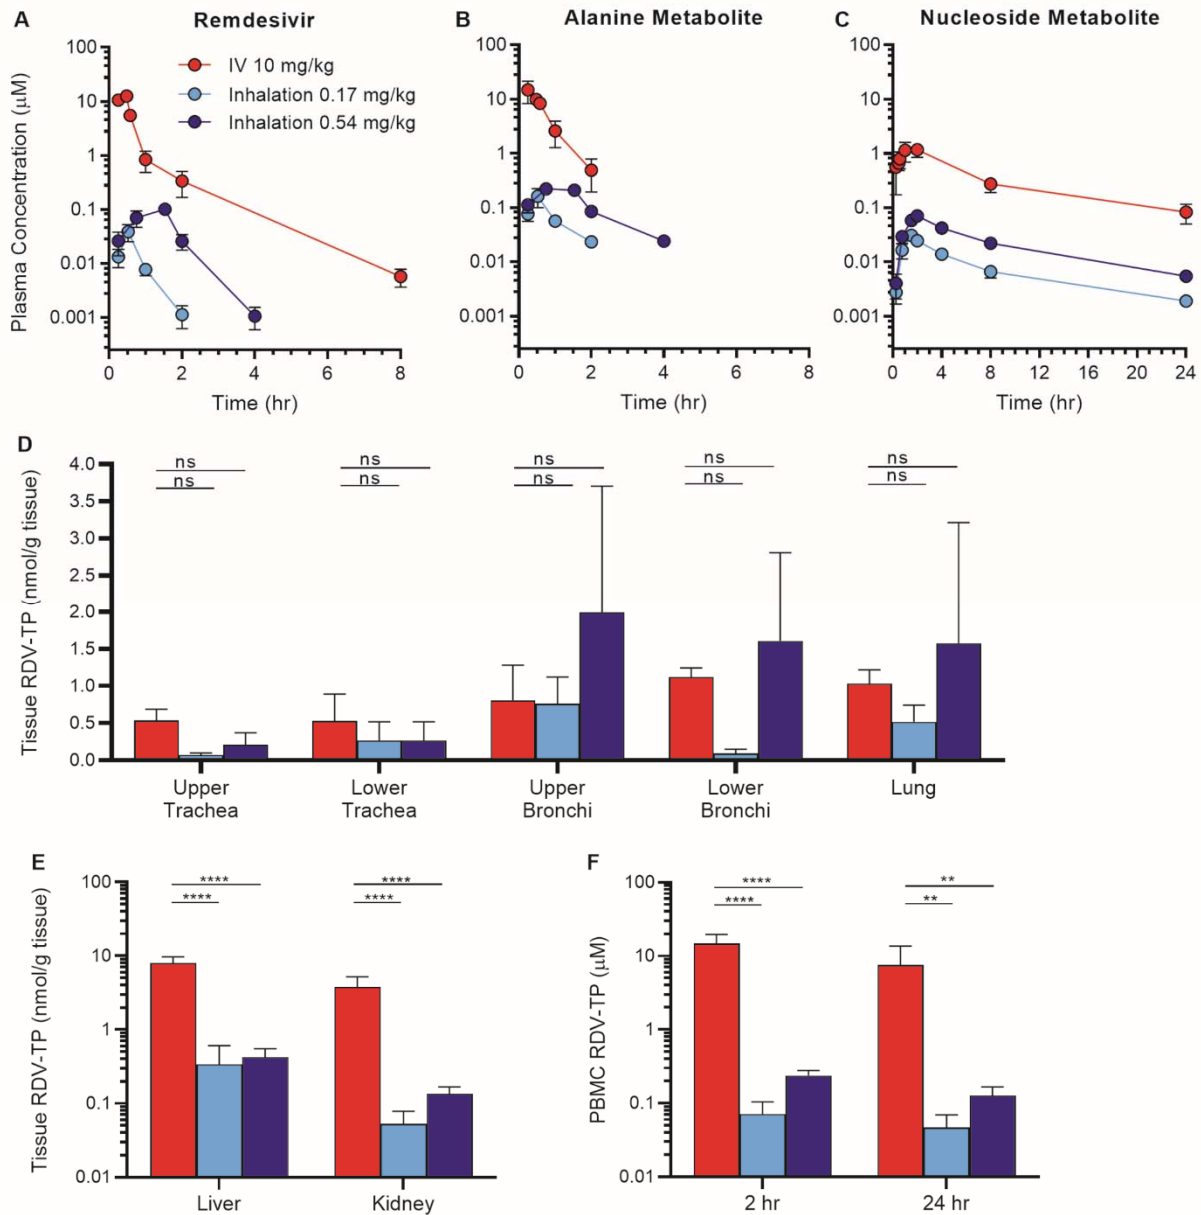 A
Remdesivir
B
Alanine Metabolite
C
Nucleoside Metabolite
Plasma Concentration (µM)
100
10
1
0.1
0.01
0.001
IV 10 mg/kg
Inhalation 0.17 mg/kg
Inhalation 0.54 mg/kg
0 2 4 6 8
Time (hr)
100
10
1
0.1
0.01
0.001
0 2 4 6 8
Time (hr)
100
10
1
0.1
0.01
0.001
0 4 8 12 16 20 24
Time (hr)
D
Tissue RDV-TP (nmol/g tissue)
4.0
3.5
3.0
2.5
2.0
1.5
1.0
0.5
0.0
ns ns ns ns ns
ns ns ns ns ns
Upper Lower Upper Lower Lung
Trachea Trachea Bronchi Bronchi
E
Tissue RDV-TP (nmol/g tissue)
100
10
1
0.1
0.01
**** ****
**** ****
Liver Kidney
F
PBMC RDV-TP (µM)
100
10
1
0.1
0.01
**** **
**** **
2 hr 24 hr